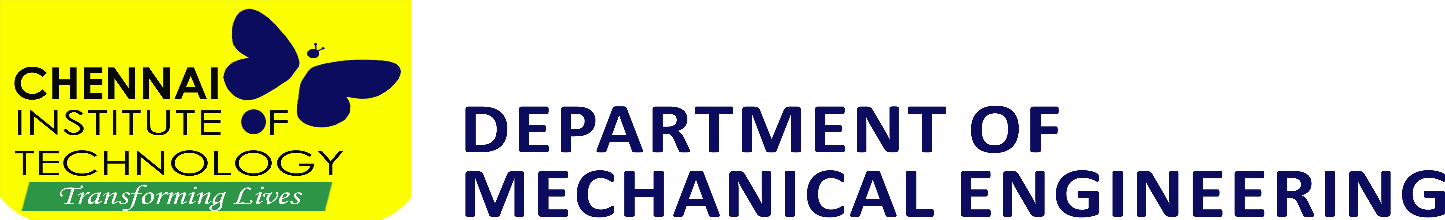 CHENNAI
INSTITUTE OF
TECHNOLOGY
Transforming Lives
DEPARTMENT OF
MECHANICAL ENGINEERING